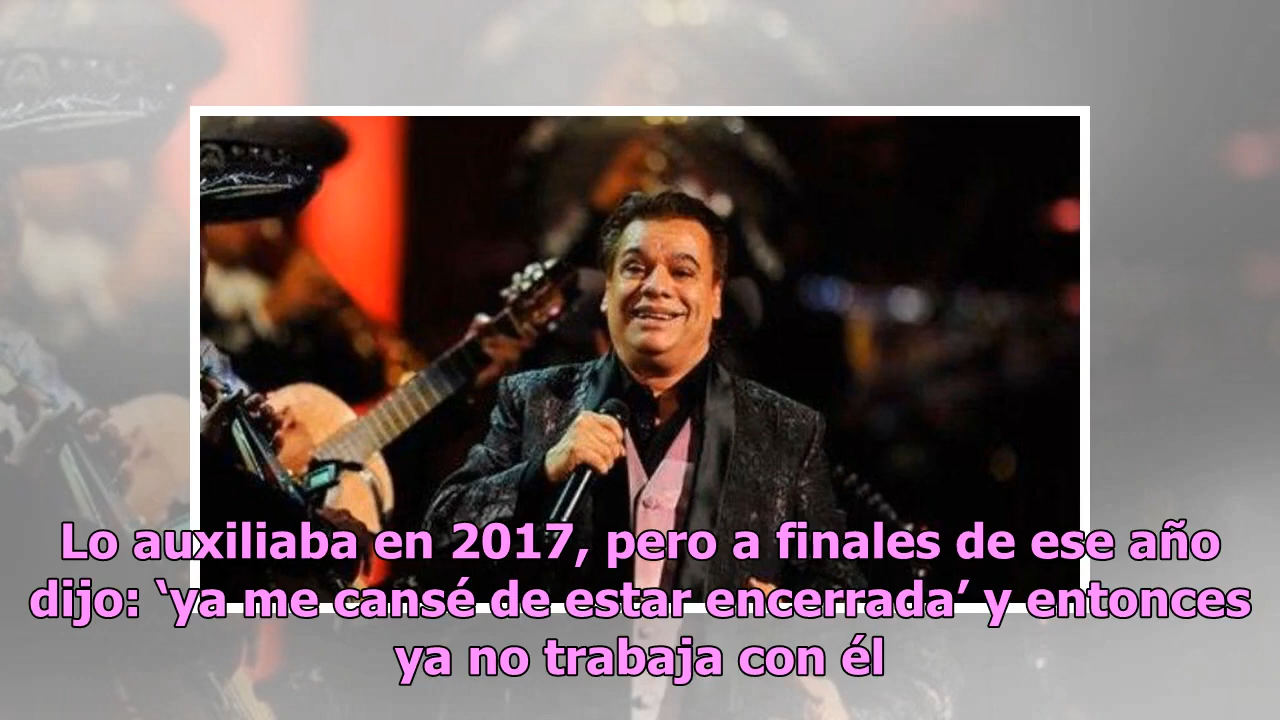 Lo auxiliaba en 2017, pero a finales de ese año
dijo: ‘ya me cansé de estar encerrada’ y entonces
ya no trabaja con él